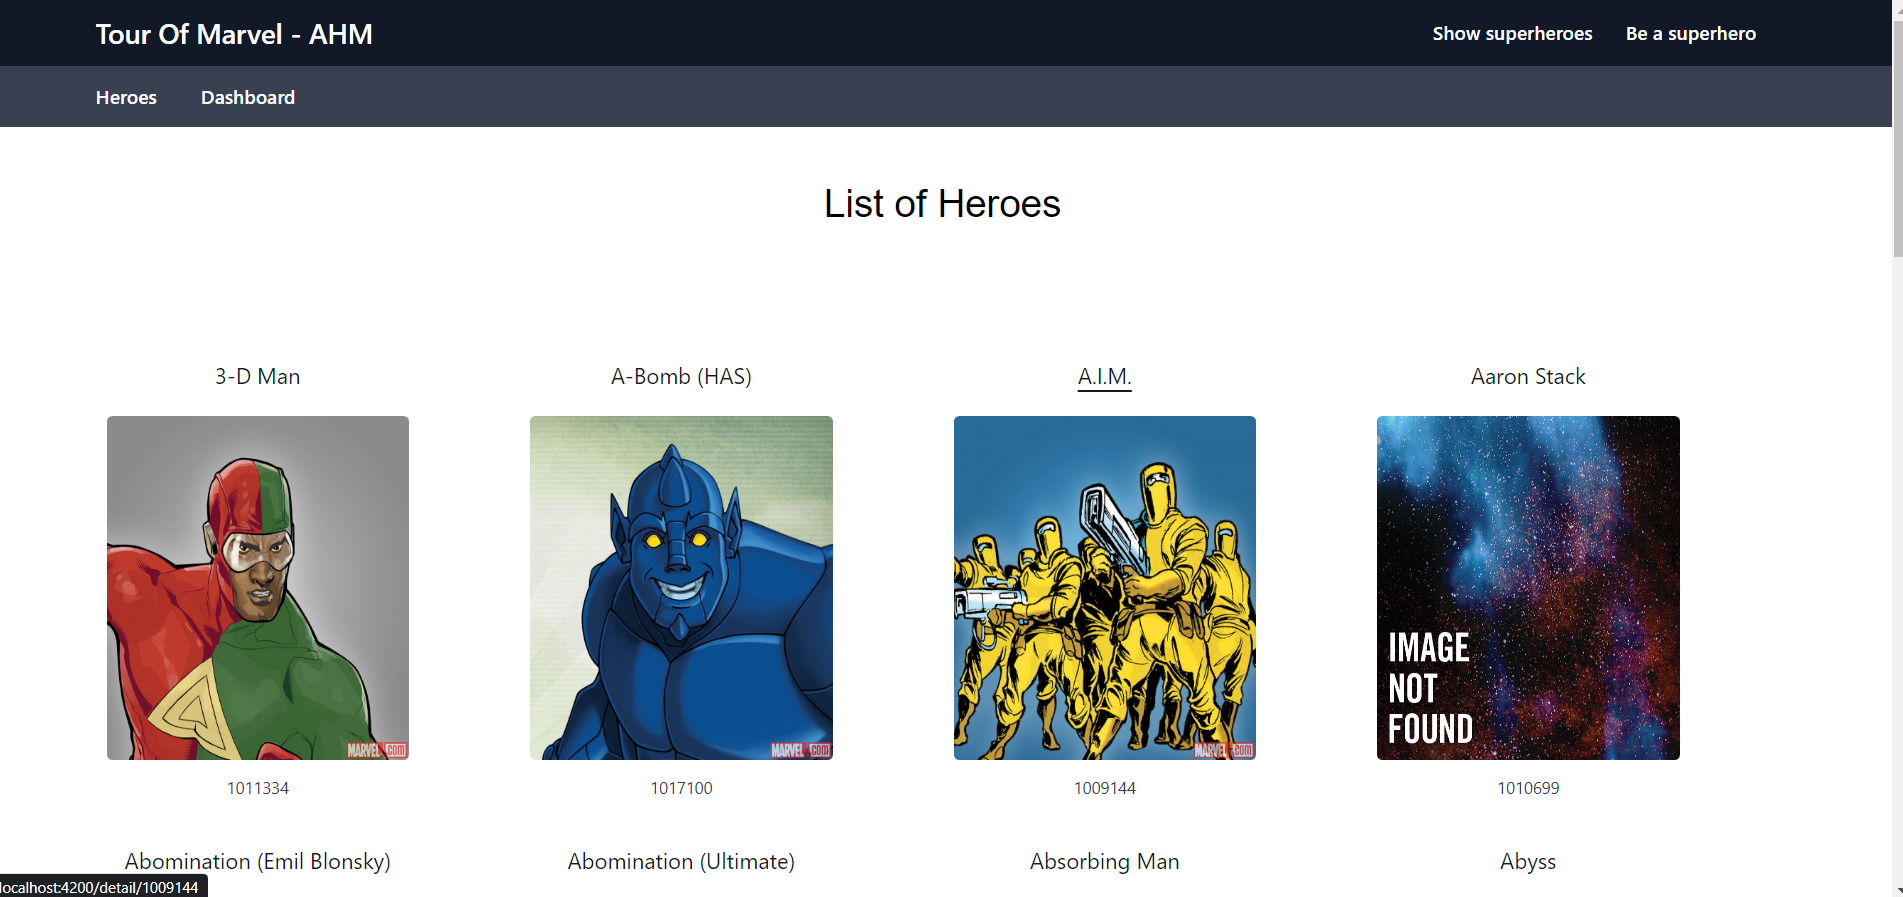 Tour Of Marvel - AHM
Show superheroes
Be a superhero
Heroes
Dashboard
List of Heroes
3-D Man
A-Bomb (HAS)
A.I.M.
Aaron Stack
MARVEL.com
MARVEL.com
MARVEL.com
IMAGE
NOT
FOUND
1011334
1017100
1009144
1010699
Abomination (Emil Blonsky)
Abomination (Ultimate)
Absorbing Man
Abyss
localhost:4200/detail/1009144